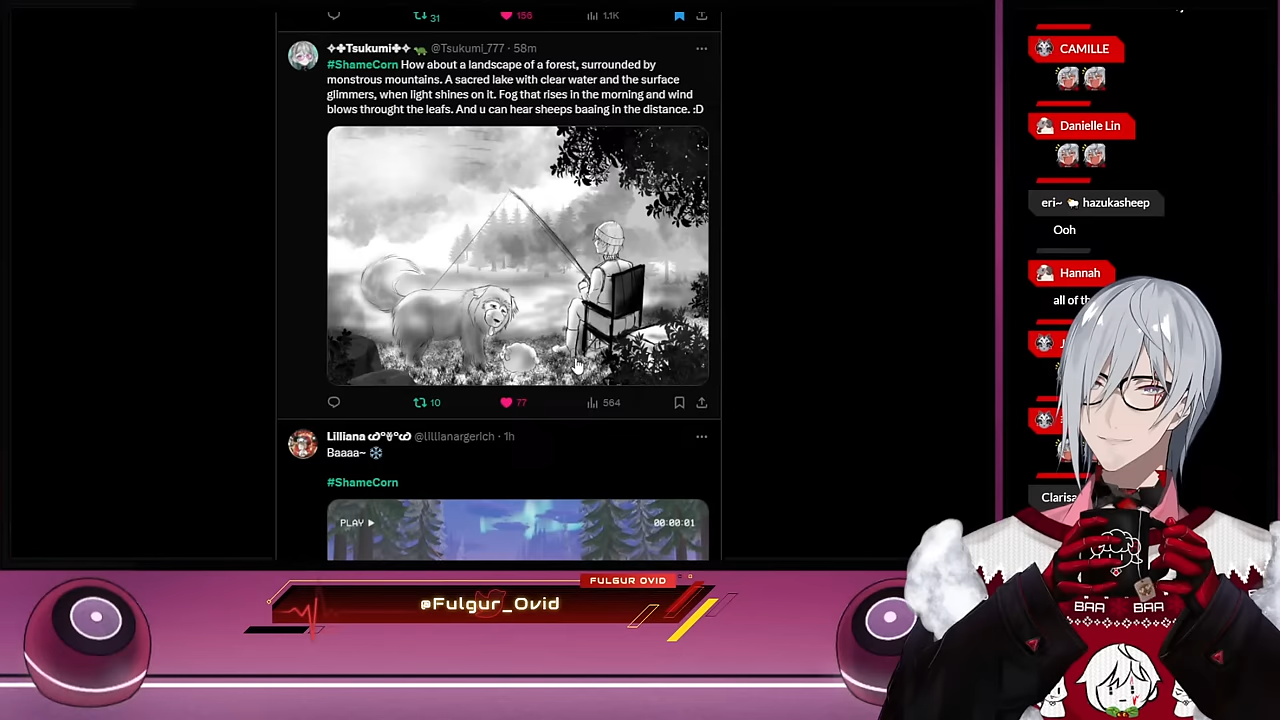 31 156 1.1K
✧✚Tsukumi✚✧ 🐢 @Tsukumi_777 · 58m
#ShameCorn How about a landscape of a forest, surrounded by
monstrous mountains. A sacred lake with clear water and the surface
glimmers, when light shines on it. Fog that rises in the morning and wind
blows throught the leafs. And u can hear sheeps baaing in the distance. :D
10 77 564
Lilliana @lillianargerich · 1h
Baaaa~ ❄️
#ShameCorn
PLAY ▶ 00:00:01
FULGUR OVID
@Fulgur_Ovid
CAMILLE
Danielle Lin
eri~ 🐑 hazukasheep
Ooh
Hannah
all of
Clarisa
BAA BAA